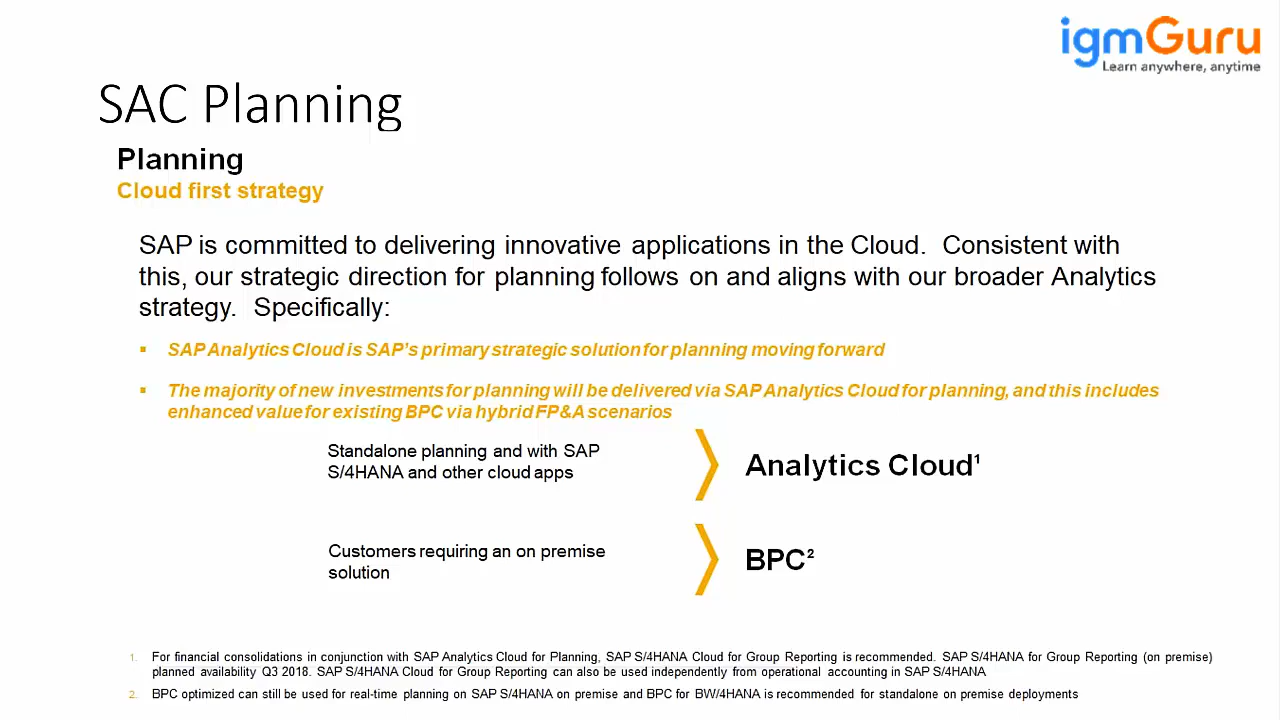 igmGuru
Learn anywhere, anytime
SAC Planning
Planning
Cloud first strategy
SAP is committed to delivering innovative applications in the Cloud.  Consistent with
this, our strategic direction for planning follows on and aligns with our broader Analytics
strategy.  Specifically:
▪ SAP Analytics Cloud is SAP's primary strategic solution for planning moving forward
▪ The majority of new investments for planning will be delivered via SAP Analytics Cloud for planning, and this includes
enhanced value for existing BPC via hybrid FP&A scenarios
Standalone planning and with SAP
S/4HANA and other cloud apps
Analytics Cloud¹
Customers requiring an on premise
solution
BPC²
1. For financial consolidations in conjunction with SAP Analytics Cloud for Planning, SAP S/4HANA Cloud for Group Reporting is recommended. SAP S/4HANA for Group Reporting (on premise)
planned availability Q3 2018. SAP S/4HANA Cloud for Group Reporting can also be used independently from operational accounting in SAP S/4HANA
2. BPC optimized can still be used for real-time planning on SAP S/4HANA on premise and BPC for BW/4HANA is recommended for standalone on premise deployments